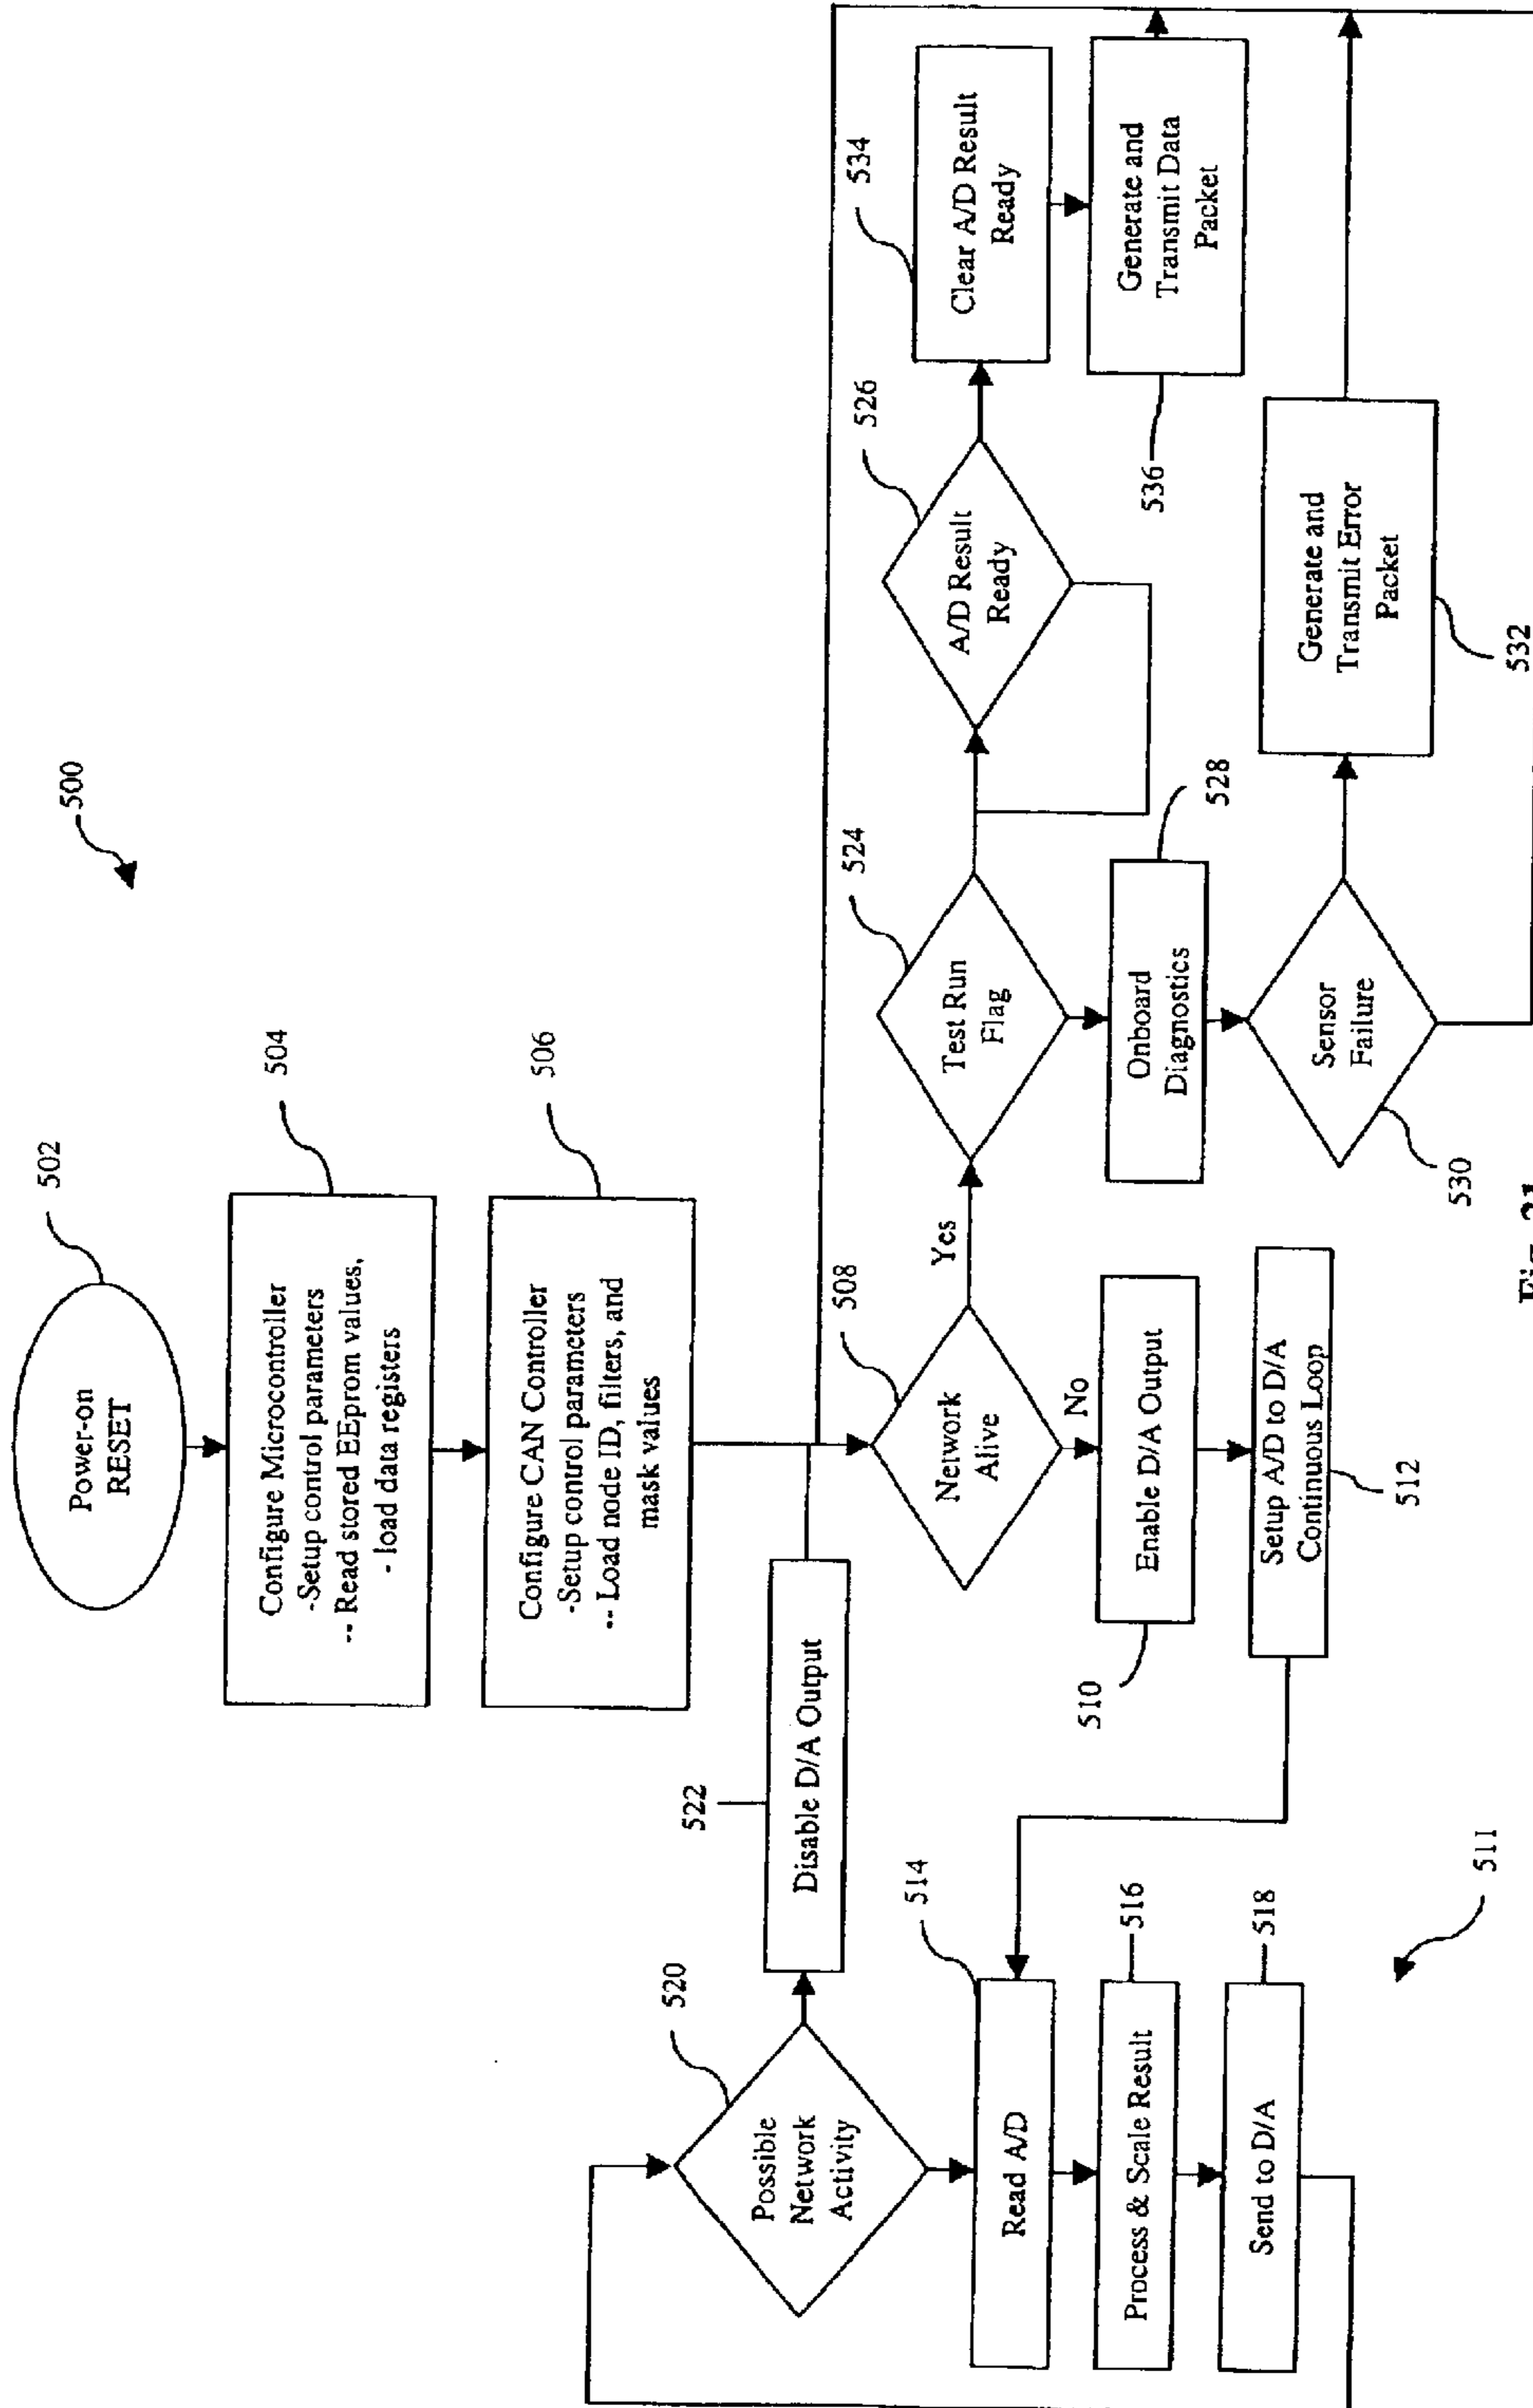 500
502
Power-on
RESET
504
Configure Microcontroller
-Setup control parameters
-- Read stored EEprom values,
- load data registers
506
Configure CAN Controller
-Setup control parameters
-- Load node ID, filters, and
mask values
520
Possible
Network
Activity
522
Disable D/A Output
508
Network
Alive
Yes
No
524
Test Run
Flag
526
A/D Result
Ready
534
Clear A/D Result
Ready
514
Read A/D
516
Process & Scale Result
518
Send to D/A
511
510
Enable D/A Output
Setup A/D to D/A
Continuous Loop
512
528
Onboard
Diagnostics
Sensor
Failure
530
536
Generate and
Transmit Data
Packet
Generate and
Transmit Error
Packet
532